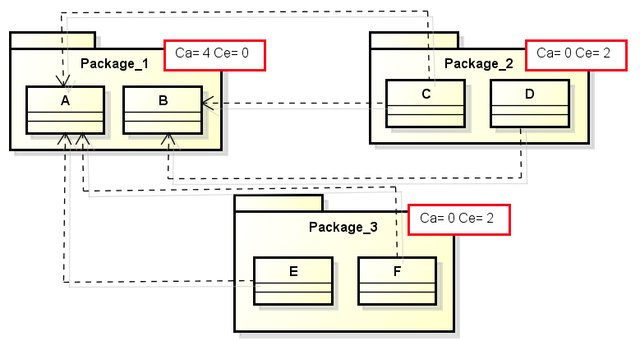 Package_1
Ca= 4 Ce= 0
A
B
Package_2
Ca= 0 Ce= 2
C
D
Package_3
Ca= 0 Ce= 2
E
F